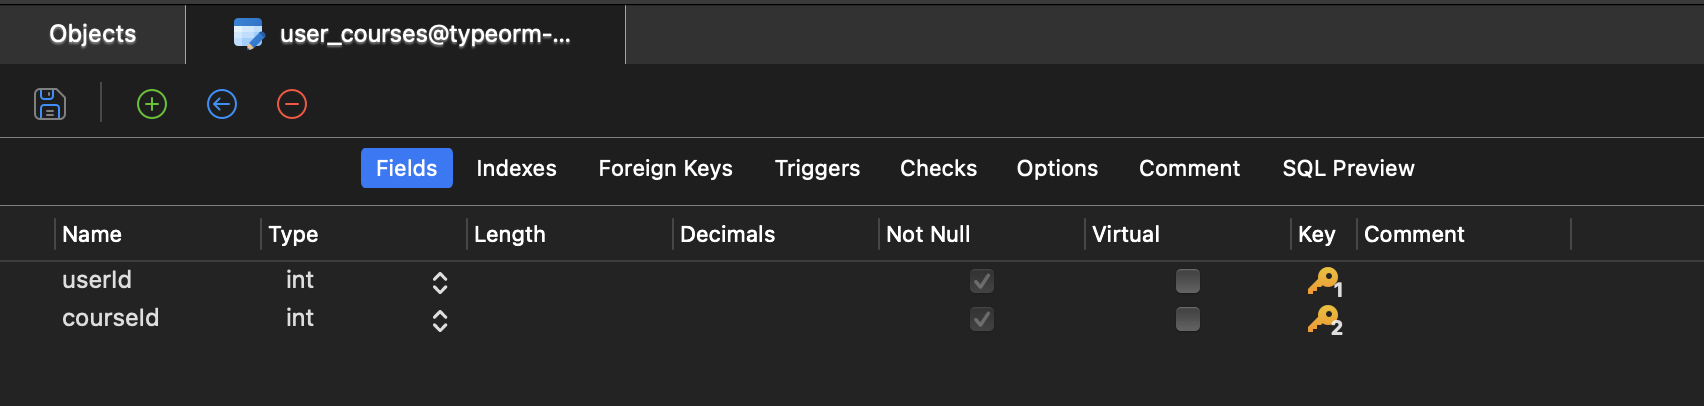 Objects user_courses@typeorm-...
Fields Indexes Foreign Keys Triggers Checks Options Comment SQL Preview
Name Type Length Decimals Not Null Virtual Key Comment
userId int 1
courseId int 2